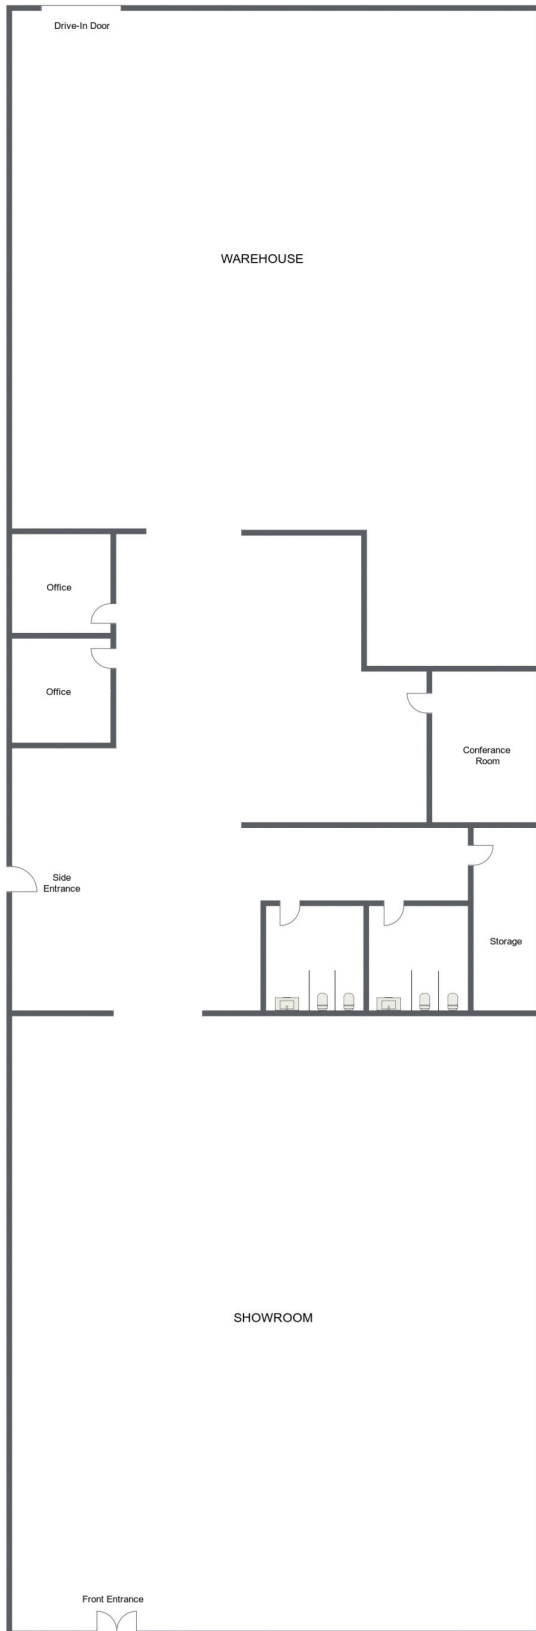 Drive-In Door
WAREHOUSE
Office
Office
Conferance
Room
Side
Entrance
Storage
SHOWROOM
Front Entrance